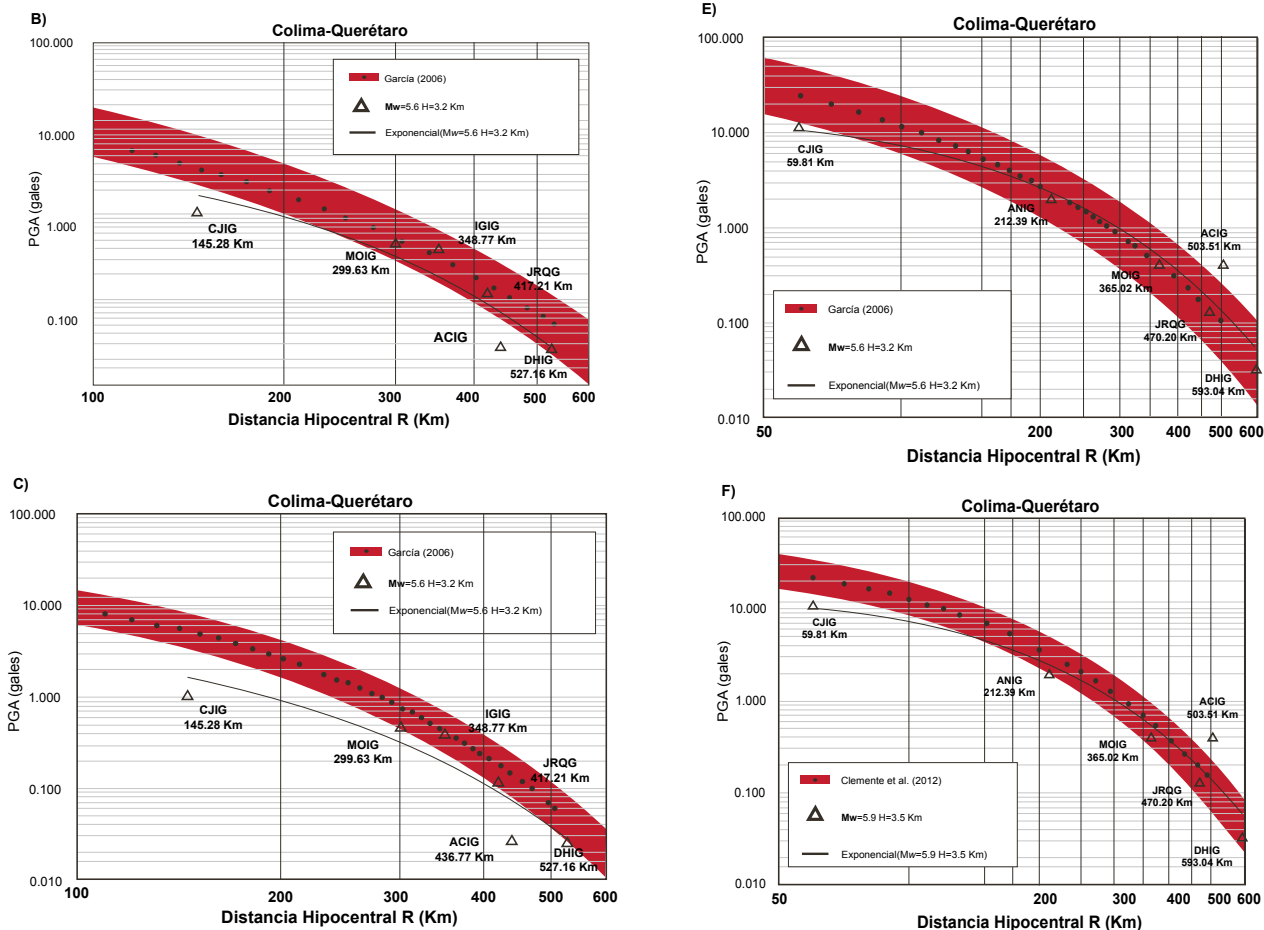 B)
Colima-Querétaro
100.000
10.000
1.000
0.100
PGA (gales)
García (2006)
Mw=5.6 H=3.2 Km
Exponencial(Mw=5.6 H=3.2 Km)
CJIG
145.28 Km
MOIG
299.63 Km
IGIG
348.77 Km
JRQG
417.21 Km
ACIG
DHIG
527.16 Km
100
200
300
400
500
600
Distancia Hipocentral R (Km)
E)
Colima-Querétaro
100.000
10.000
1.000
0.100
0.010
PGA (gales)
CJIG
59.81 Km
ANIG
212.39 Km
ACIG
503.51 Km
MOIG
365.02 Km
JRQG
470.20 Km
DHIG
593.04 Km
García (2006)
Mw=5.6 H=3.2 Km
Exponencial(Mw=5.6 H=3.2 Km)
50
200
300
400
500
600
Distancia Hipocentral R (Km)
C)
Colima-Querétaro
100.000
10.000
1.000
0.100
0.010
PGA (gales)
García (2006)
Mw=5.6 H=3.2 Km
Exponencial(Mw=5.6 H=3.2 Km)
CJIG
145.28 Km
MOIG
299.63 Km
IGIG
348.77 Km
JRQG
417.21 Km
ACIG
436.77 Km
DHIG
527.16 Km
100
200
300
400
500
600
Distancia Hipocentral R (Km)
F)
Colima-Querétaro
100.000
10.000
1.000
0.100
0.010
PGA (gales)
CJIG
59.81 Km
ANIG
212.39 Km
ACIG
503.51 Km
MOIG
365.02 Km
JRQG
470.20 Km
DHIG
593.04 Km
Clemente et al. (2012)
Mw=5.9 H=3.5 Km
Exponencial(Mw=5.9 H=3.5 Km)
50
200
300
400
500
600
Distancia Hipocentral R (Km)